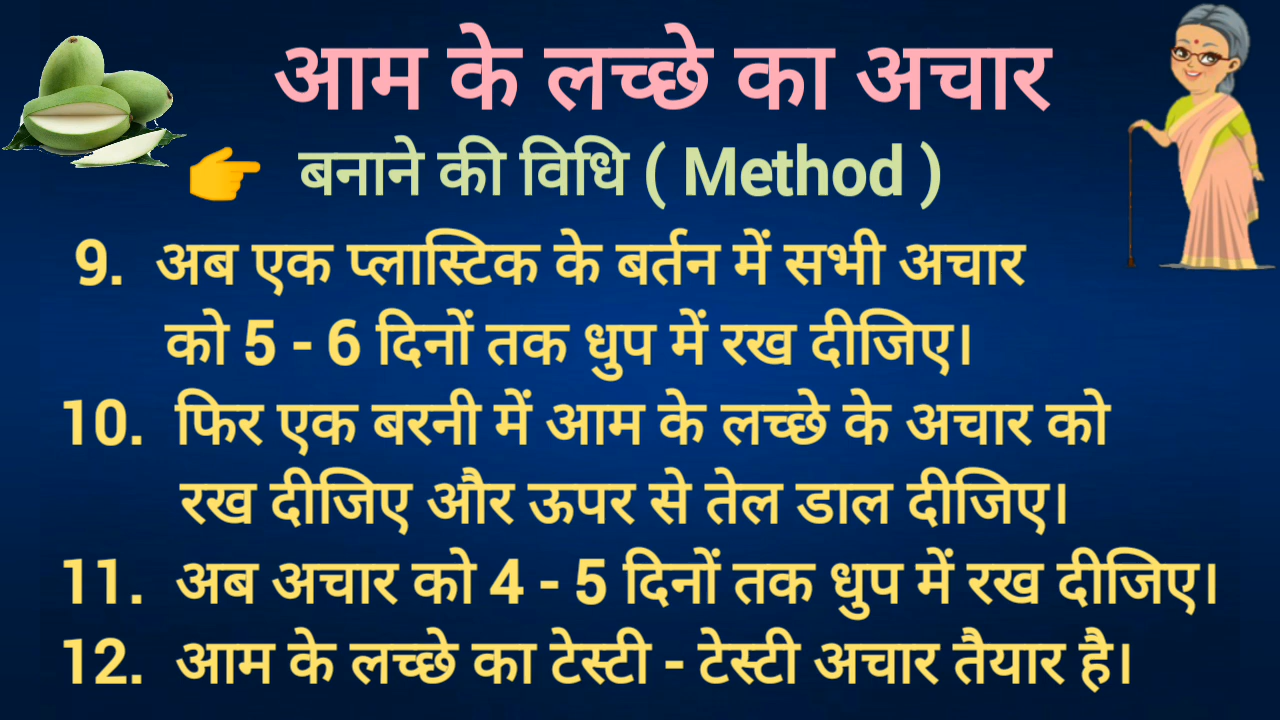 आम के लच्छे का अचार
👉 बनाने की विधि ( Method )
9. अब एक प्लास्टिक के बर्तन में सभी अचार
को 5 - 6 दिनों तक धुप में रख दीजिए।
10. फिर एक बरनी में आम के लच्छे के अचार को
रख दीजिए और ऊपर से तेल डाल दीजिए।
11. अब अचार को 4 - 5 दिनों तक धुप में रख दीजिए।
12. आम के लच्छे का टेस्टी - टेस्टी अचार तैयार है।